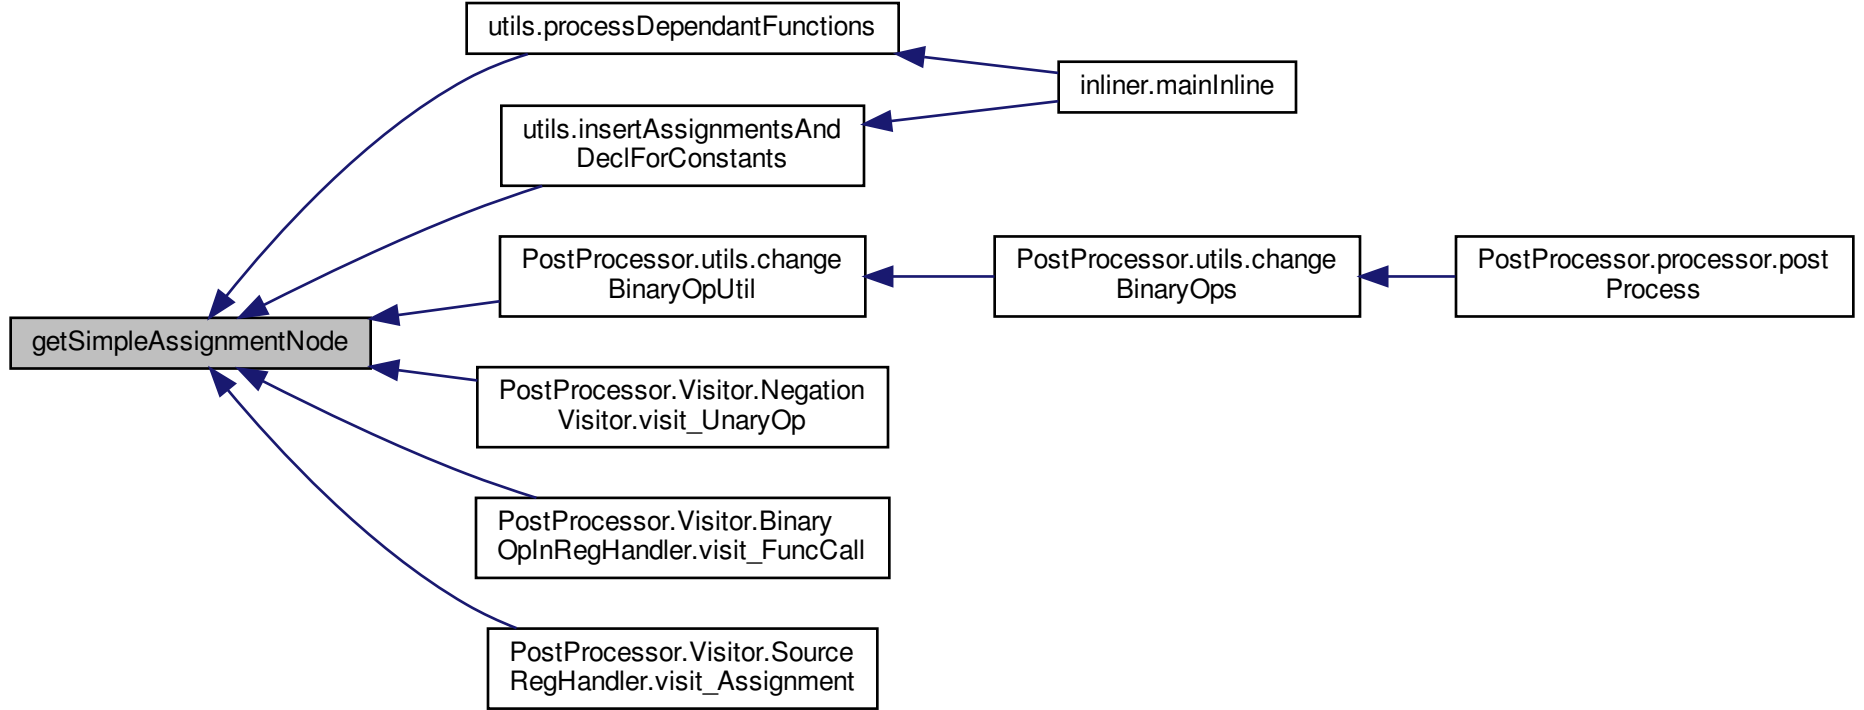 utils.processDependantFunctions
inliner.mainInline
utils.insertAssignmentsAnd
DeclForConstants
PostProcessor.utils.change
BinaryOpUtil
PostProcessor.utils.change
BinaryOps
PostProcessor.processor.post
Process
getSimpleAssignmentNode
PostProcessor.Visitor.Negation
Visitor.visit_UnaryOp
PostProcessor.Visitor.Binary
OpInRegHandler.visit_FuncCall
PostProcessor.Visitor.Source
RegHandler.visit_Assignment